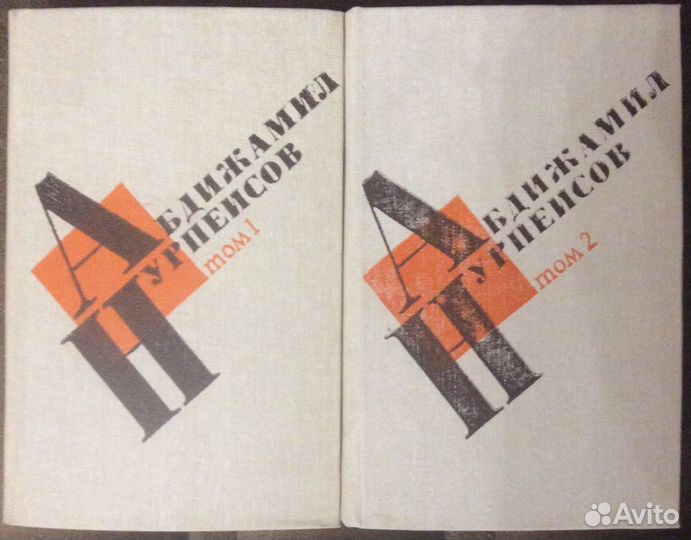 АБДИЖАМИЛ
НУРПЕИСОВ
том 1
АБДИЖАМИЛ
НУРПЕИСОВ
том 2
Avito